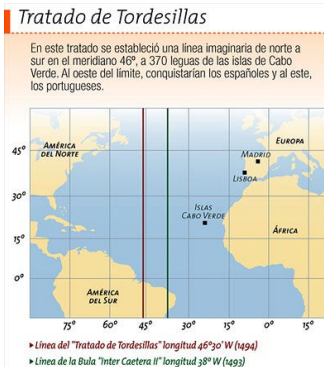 Tratado de Tordesillas
En este tratado se estableció una línea imaginaria de norte a
sur en el meridiano 46º, a 370 leguas de las islas de Cabo
Verde. Al oeste del límite, conquistarían los españoles y al este,
los portugueses.
AMÉRICA
DEL NORTE
EUROPA
MADRID
LISBOA
ISLAS
CABO VERDE
ÁFRICA
AMÉRICA
DEL SUR
45º
30º
15º
0º
75º 60º 45º 30º 15º 0º 15º
▸ Línea del "Tratado de Tordesillas" longitud 46º30' W (1494)
▸ Línea de la Bula "Inter Caetera II" longitud 38º W (1493)